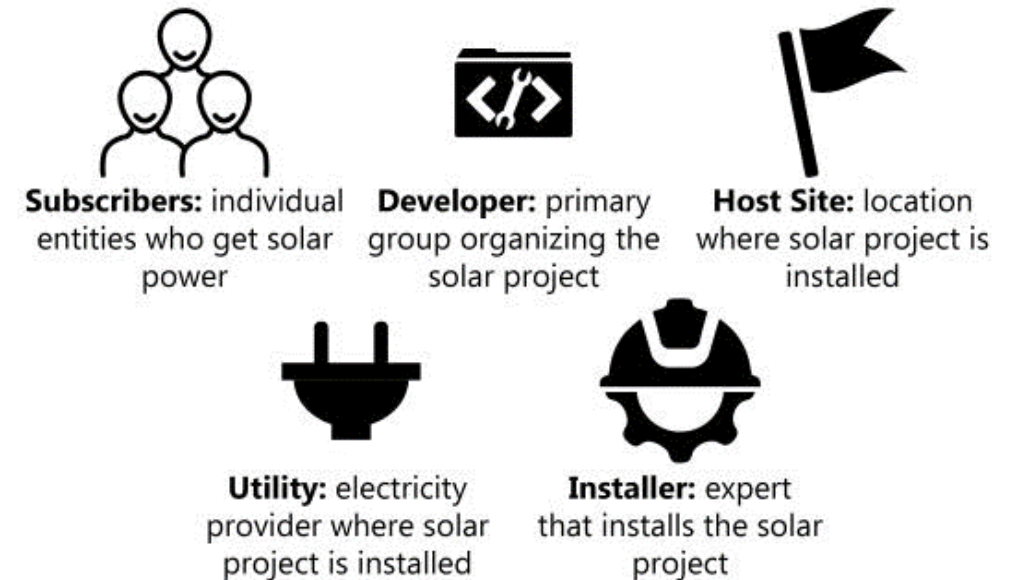 Subscribers: individual
entities who get solar
power
Developer: primary
group organizing the
solar project
Host Site: location
where solar project is
installed
Utility: electricity
provider where solar
project is installed
Installer: expert
that installs the solar
project